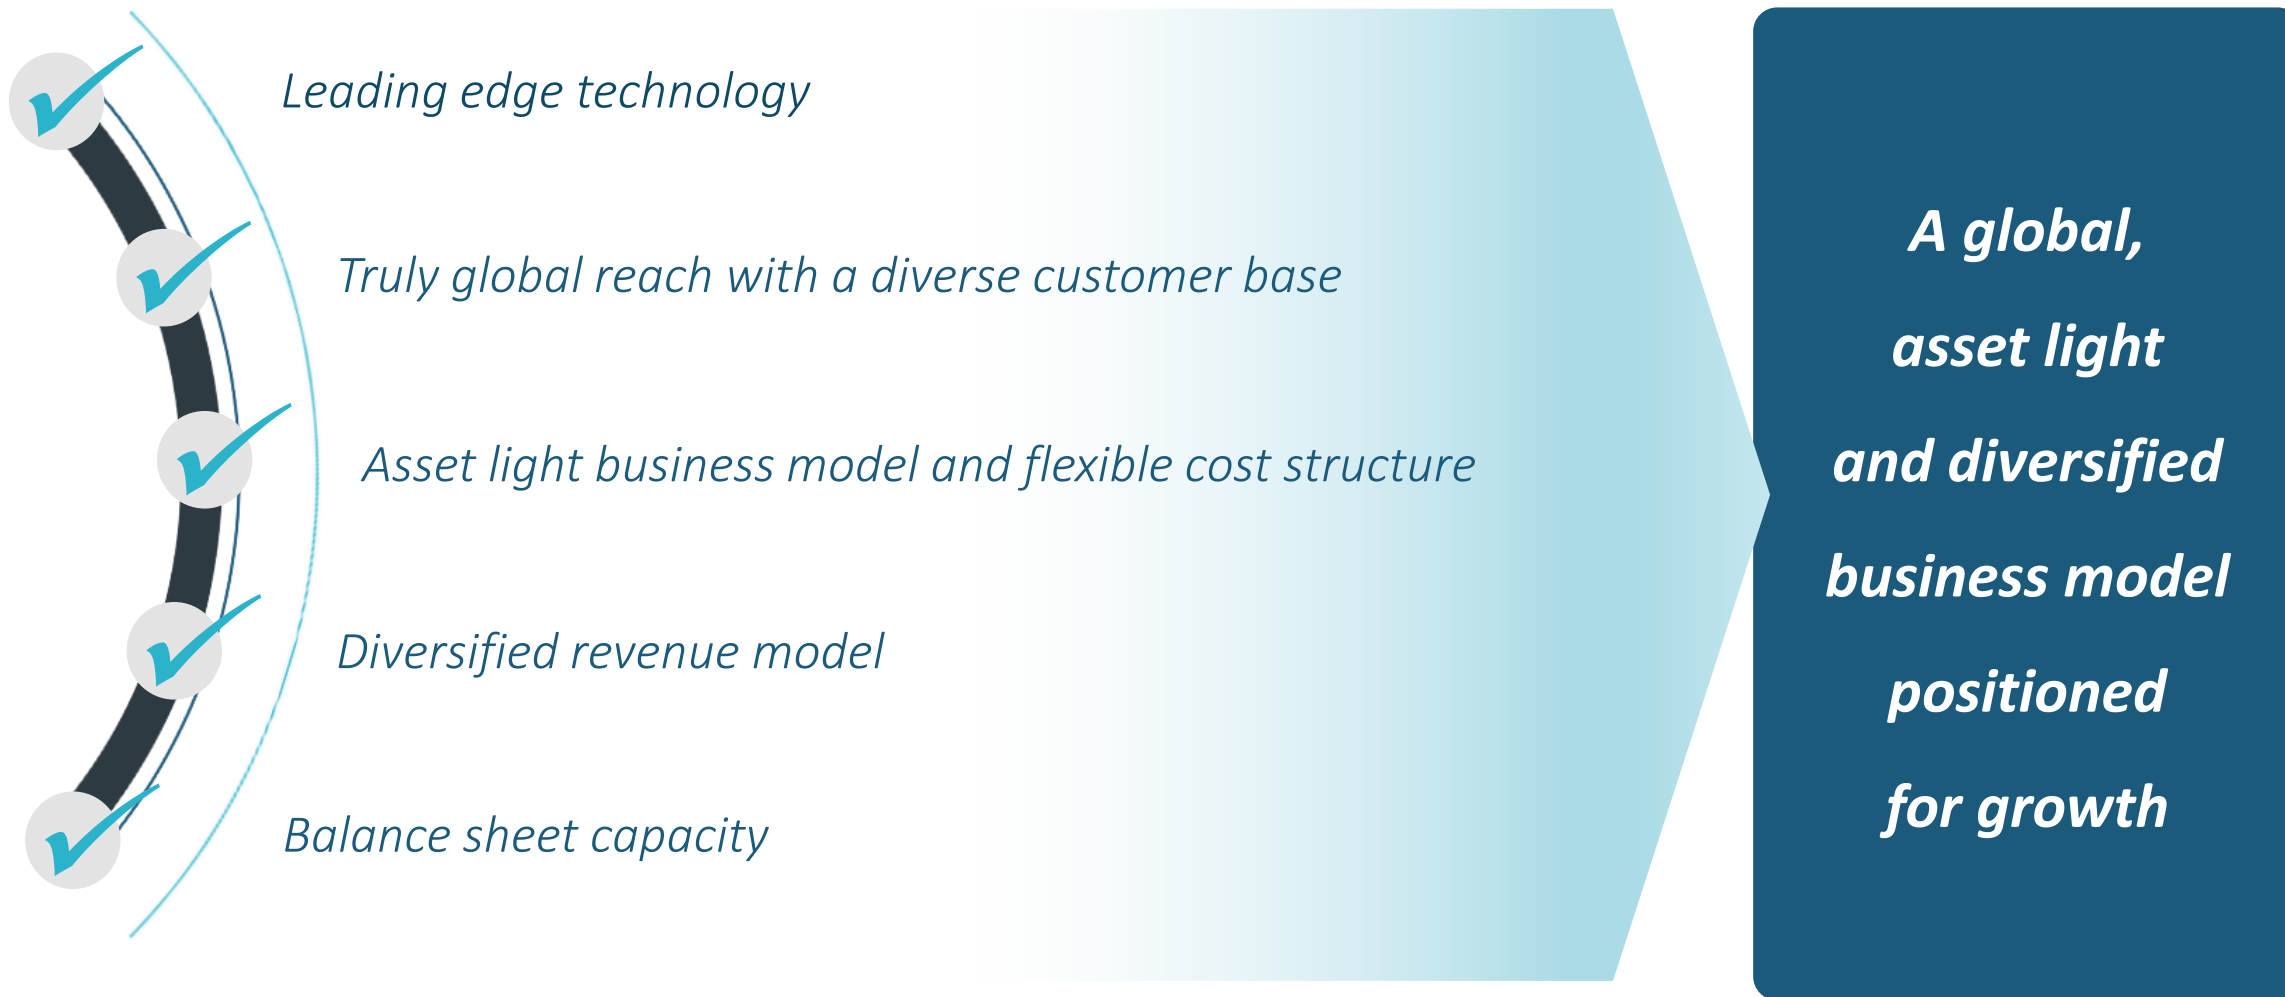 Leading edge technology
Truly global reach with a diverse customer base
Asset light business model and flexible cost structure
Diversified revenue model
Balance sheet capacity
A global,
asset light
and diversified
business model
positioned
for growth